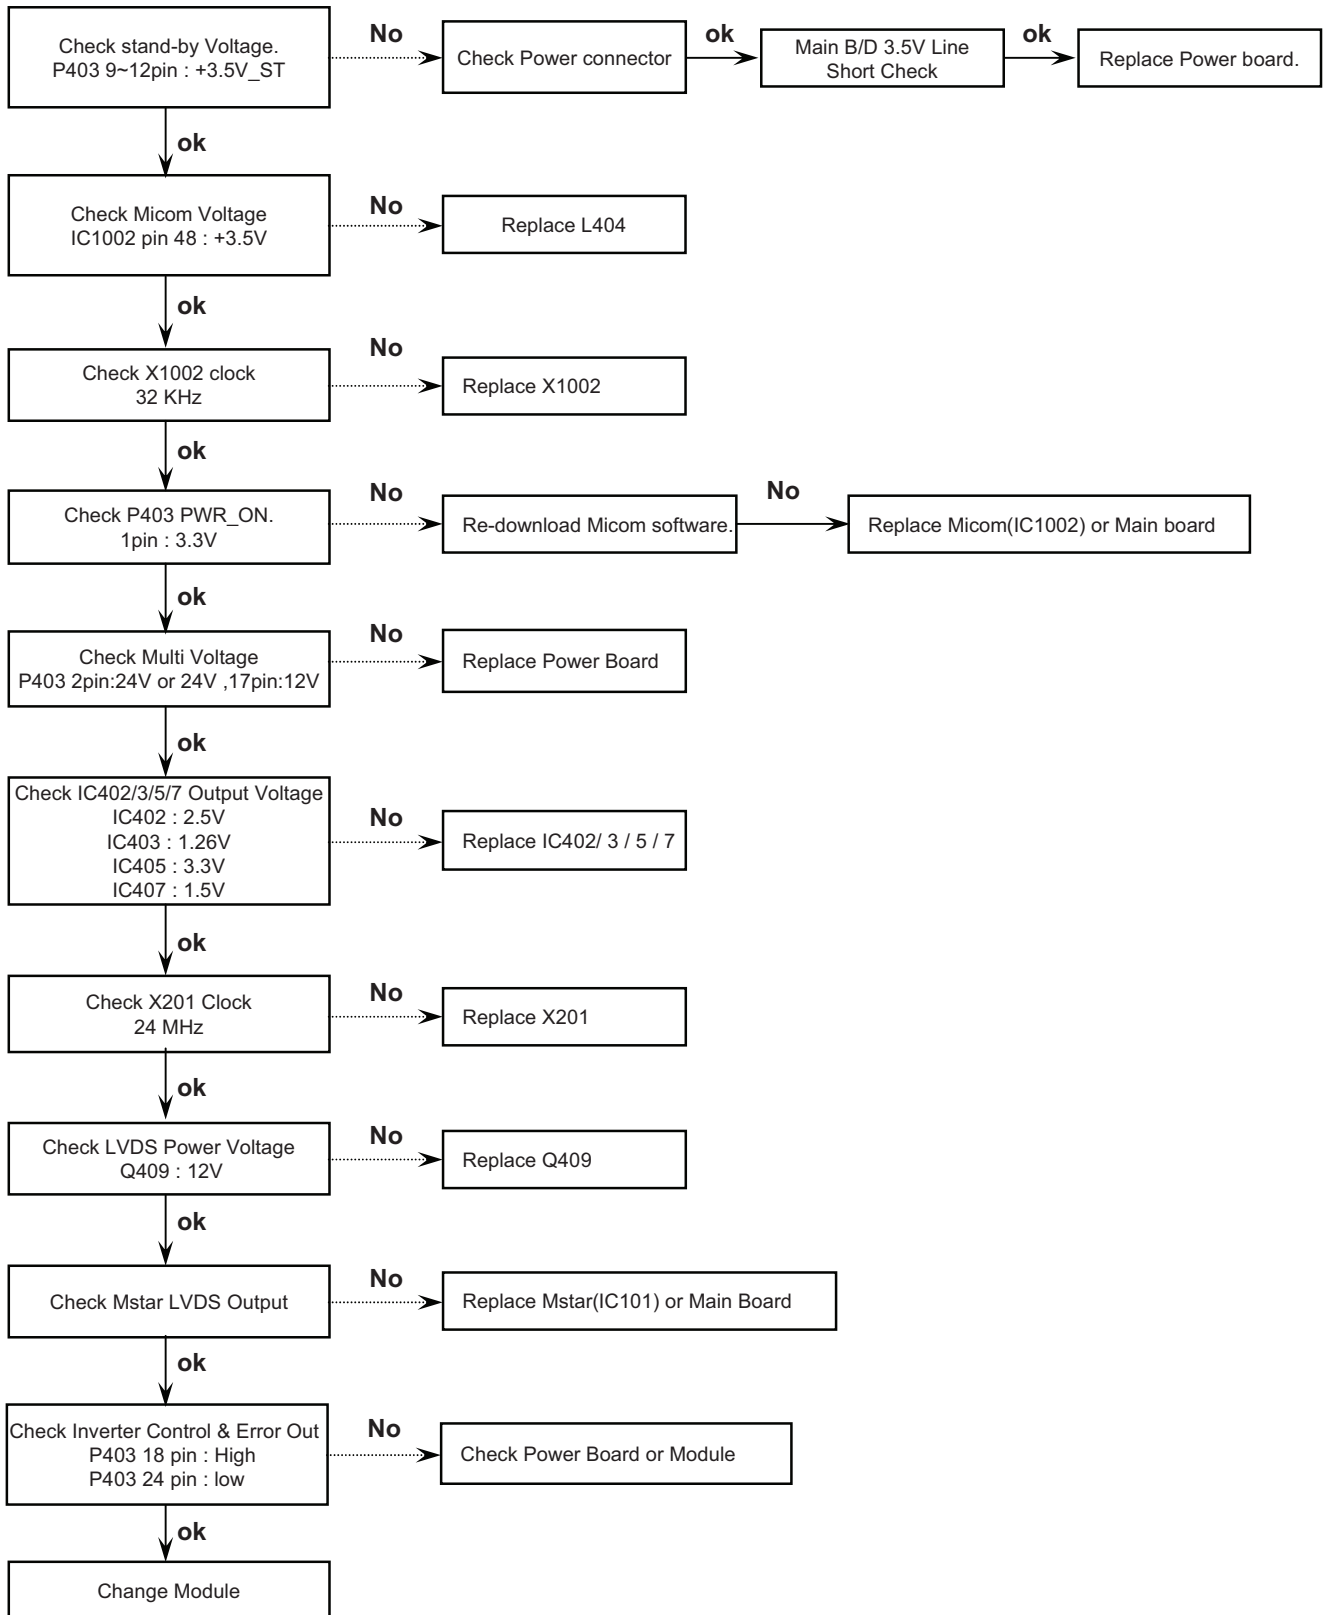 Check stand-by Voltage.
P403 9~12pin : +3.5V_ST
No
Check Power connector
ok
Main B/D 3.5V Line
Short Check
ok
Replace Power board.
ok
Check Micom Voltage
IC1002 pin 48 : +3.5V
No
Replace L404
ok
Check X1002 clock
32 KHz
No
Replace X1002
ok
Check P403 PWR_ON.
1pin : 3.3V
No
Re-download Micom software.
No
Replace Micom(IC1002) or Main board
ok
Check Multi Voltage
P403 2pin:24V or 24V ,17pin:12V
No
Replace Power Board
ok
Check IC402/3/5/7 Output Voltage
IC402 : 2.5V
IC403 : 1.26V
IC405 : 3.3V
IC407 : 1.5V
No
Replace IC402/ 3 / 5 / 7
ok
Check X201 Clock
24 MHz
No
Replace X201
ok
Check LVDS Power Voltage
Q409 : 12V
No
Replace Q409
ok
Check Mstar LVDS Output
No
Replace Mstar(IC101) or Main Board
ok
Check Inverter Control & Error Out
P403 18 pin : High
P403 24 pin : low
No
Check Power Board or Module
ok
Change Module